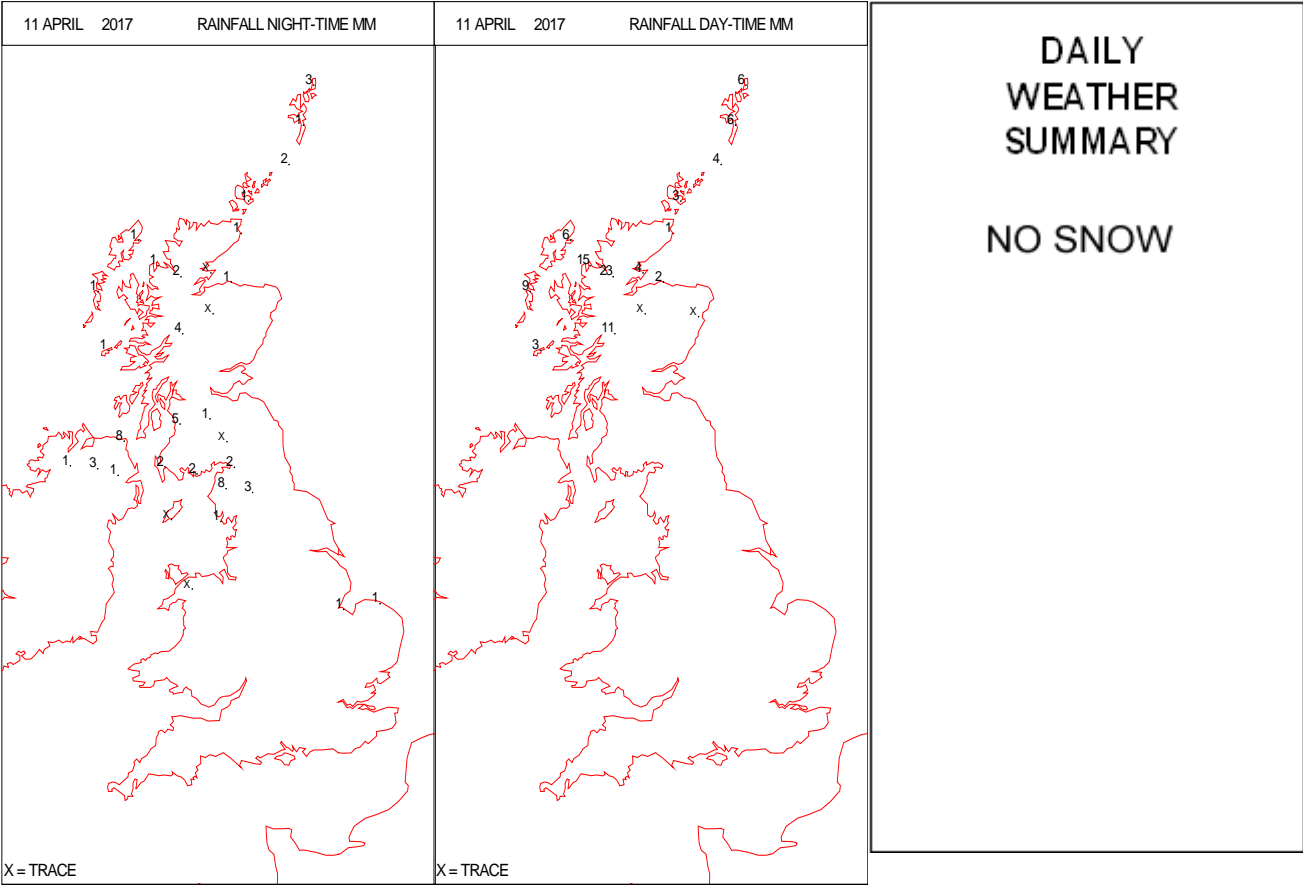 11 APRIL 2017 RAINFALL NIGHT-TIME MM
3
1
2
1
1
1
1
2
X
1
1
X
4
1
5
1
X
8
1
3
1
2
2
2
8
3
X
1
X
1
1
X = TRACE
11 APRIL 2017 RAINFALL DAY-TIME MM
6
6
4
3
1
6
15
23
4
2
9
X
X
11
3
X = TRACE
DAILY
WEATHER
SUMMARY
NO SNOW